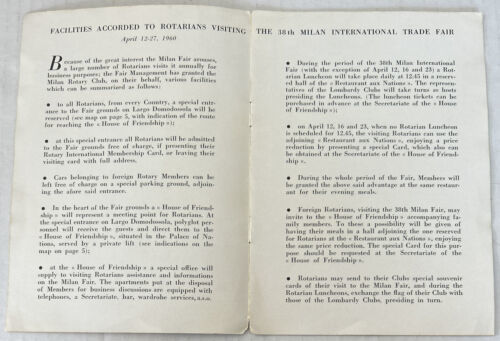 FACILITIES ACCORDED TO ROTARIANS VISITING THE 38th MILAN INTERNATIONAL TRADE FAIR
April 12-27, 1960
Because of the great interest the Milan Fair arouses,
a large number of Rotarians visits it annually for
business purposes; the Fair Management has granted the
Milan Rotary Club, on their behalf, various facilities
which can be summarized as follows:
● to all Rotarians, from every Country, a special entr-
ance to the Fair Grounds on Largo Domodossola will be
reserved (see map on page 5, with indication of the route
for reaching the « House of Friendship »);
● at this special entrance all Rotarians will be admitted
to the Fair grounds free of charge, if presenting their
Rotary International Membership Card, or leaving their
visiting card with full address.
● Cars belonging to foreign Rotary Members can be
left free of charge on a special parking ground, adjoin-
ing the afore said entrance.
● In the heart of the Fair grounds a « House of Friend-
ship » will represent a meeting point for Rotarians. At
the special entrance on Largo Domodossola, polyglot per-
sonnel will receive the guests and direct them to the
« House of Friendship », situated in the Palace of Na-
tions, served by a private lift (see indications on the
map on page 5);
● at the « House of Friendship » a special office will
supply to visiting Rotarians assistance and informations
on the Milan Fair. The apartments put at the disposal
of Members for business discussions are equipped with
telephones, a Secretariate, bar, wardrobe services, a.s.o.
● During the period of the 38th Milan International
Fair (with the exception of April 12, 16 and 23) a Rot-
arian Luncheon will take place daily at 12.45 in a reserv-
ed hall of the « Restaurant aux Nations ». The represen-
tatives of the Lombardy Clubs will take turns as hosts
presiding the Luncheons. (The luncheon tickets can be
purchased in advance at the Secretariate of the « House
of Friendship »);
● on April 12, 16 and 23, when no Rotarian Luncheon
is scheduled for 12.45, the visiting Rotarians can use the
adjoining « Restaurant aux Nations », enjoying a price
reduction by presenting a special Card, which also can
be obtained at the Secretariate of the « House of Friend-
ship ».
● During the whole period of the Fair, Members will
be granted the above said advantage at the same restaur-
ant for their evening meals.
● Foreign Rotarians, visiting the 38th Milan Fair, may
invite to the « House of Friendship » accompanying fa-
mily members. To these a possibility will be given of
having their meals in a hall adjoining the one reserved
for Rotarians at the « Restaurant aux Nations », enjoying
the same price reduction. The special Card for this pur-
pose should be requested at the Secretariate of the
« House of Friendship ».
● Rotarians may send to their Clubs special souvenir
cards of their visit to the Milan Fair, and during the
Rotarian Luncheons, exchange the flag of their Club with
those of the Lombardy Clubs, presiding in turn.